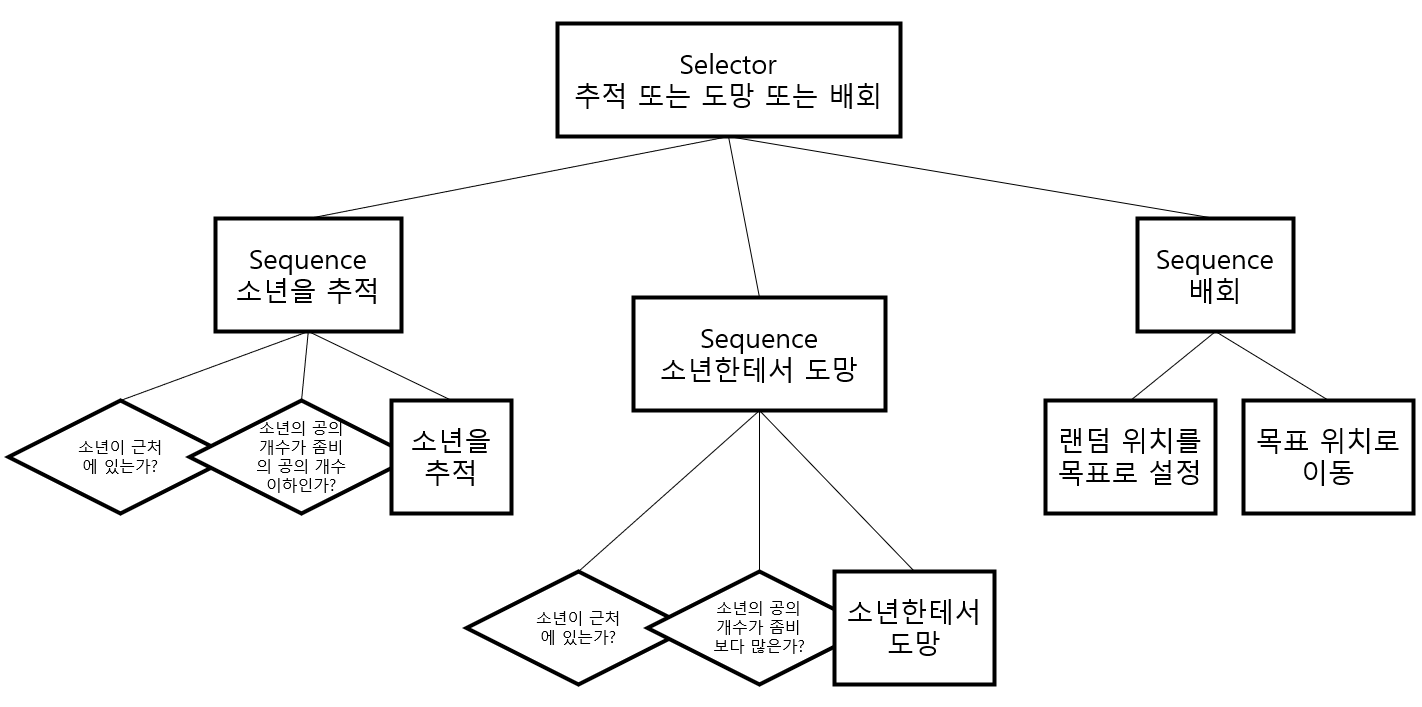 Selector
추적 또는 도망 또는 배회
Sequence
소년을 추적
Sequence
소년한테서 도망
Sequence
배회
소년이 근처
에 있는가?
소년의 공의
개수가 좀비
의 공의 개수
이하인가?
소년을
추적
소년이 근처
에 있는가?
소년의 공의
개수가 좀비
보다 많은가?
소년한테서
도망
랜덤 위치를
목표로 설정
목표 위치로
이동